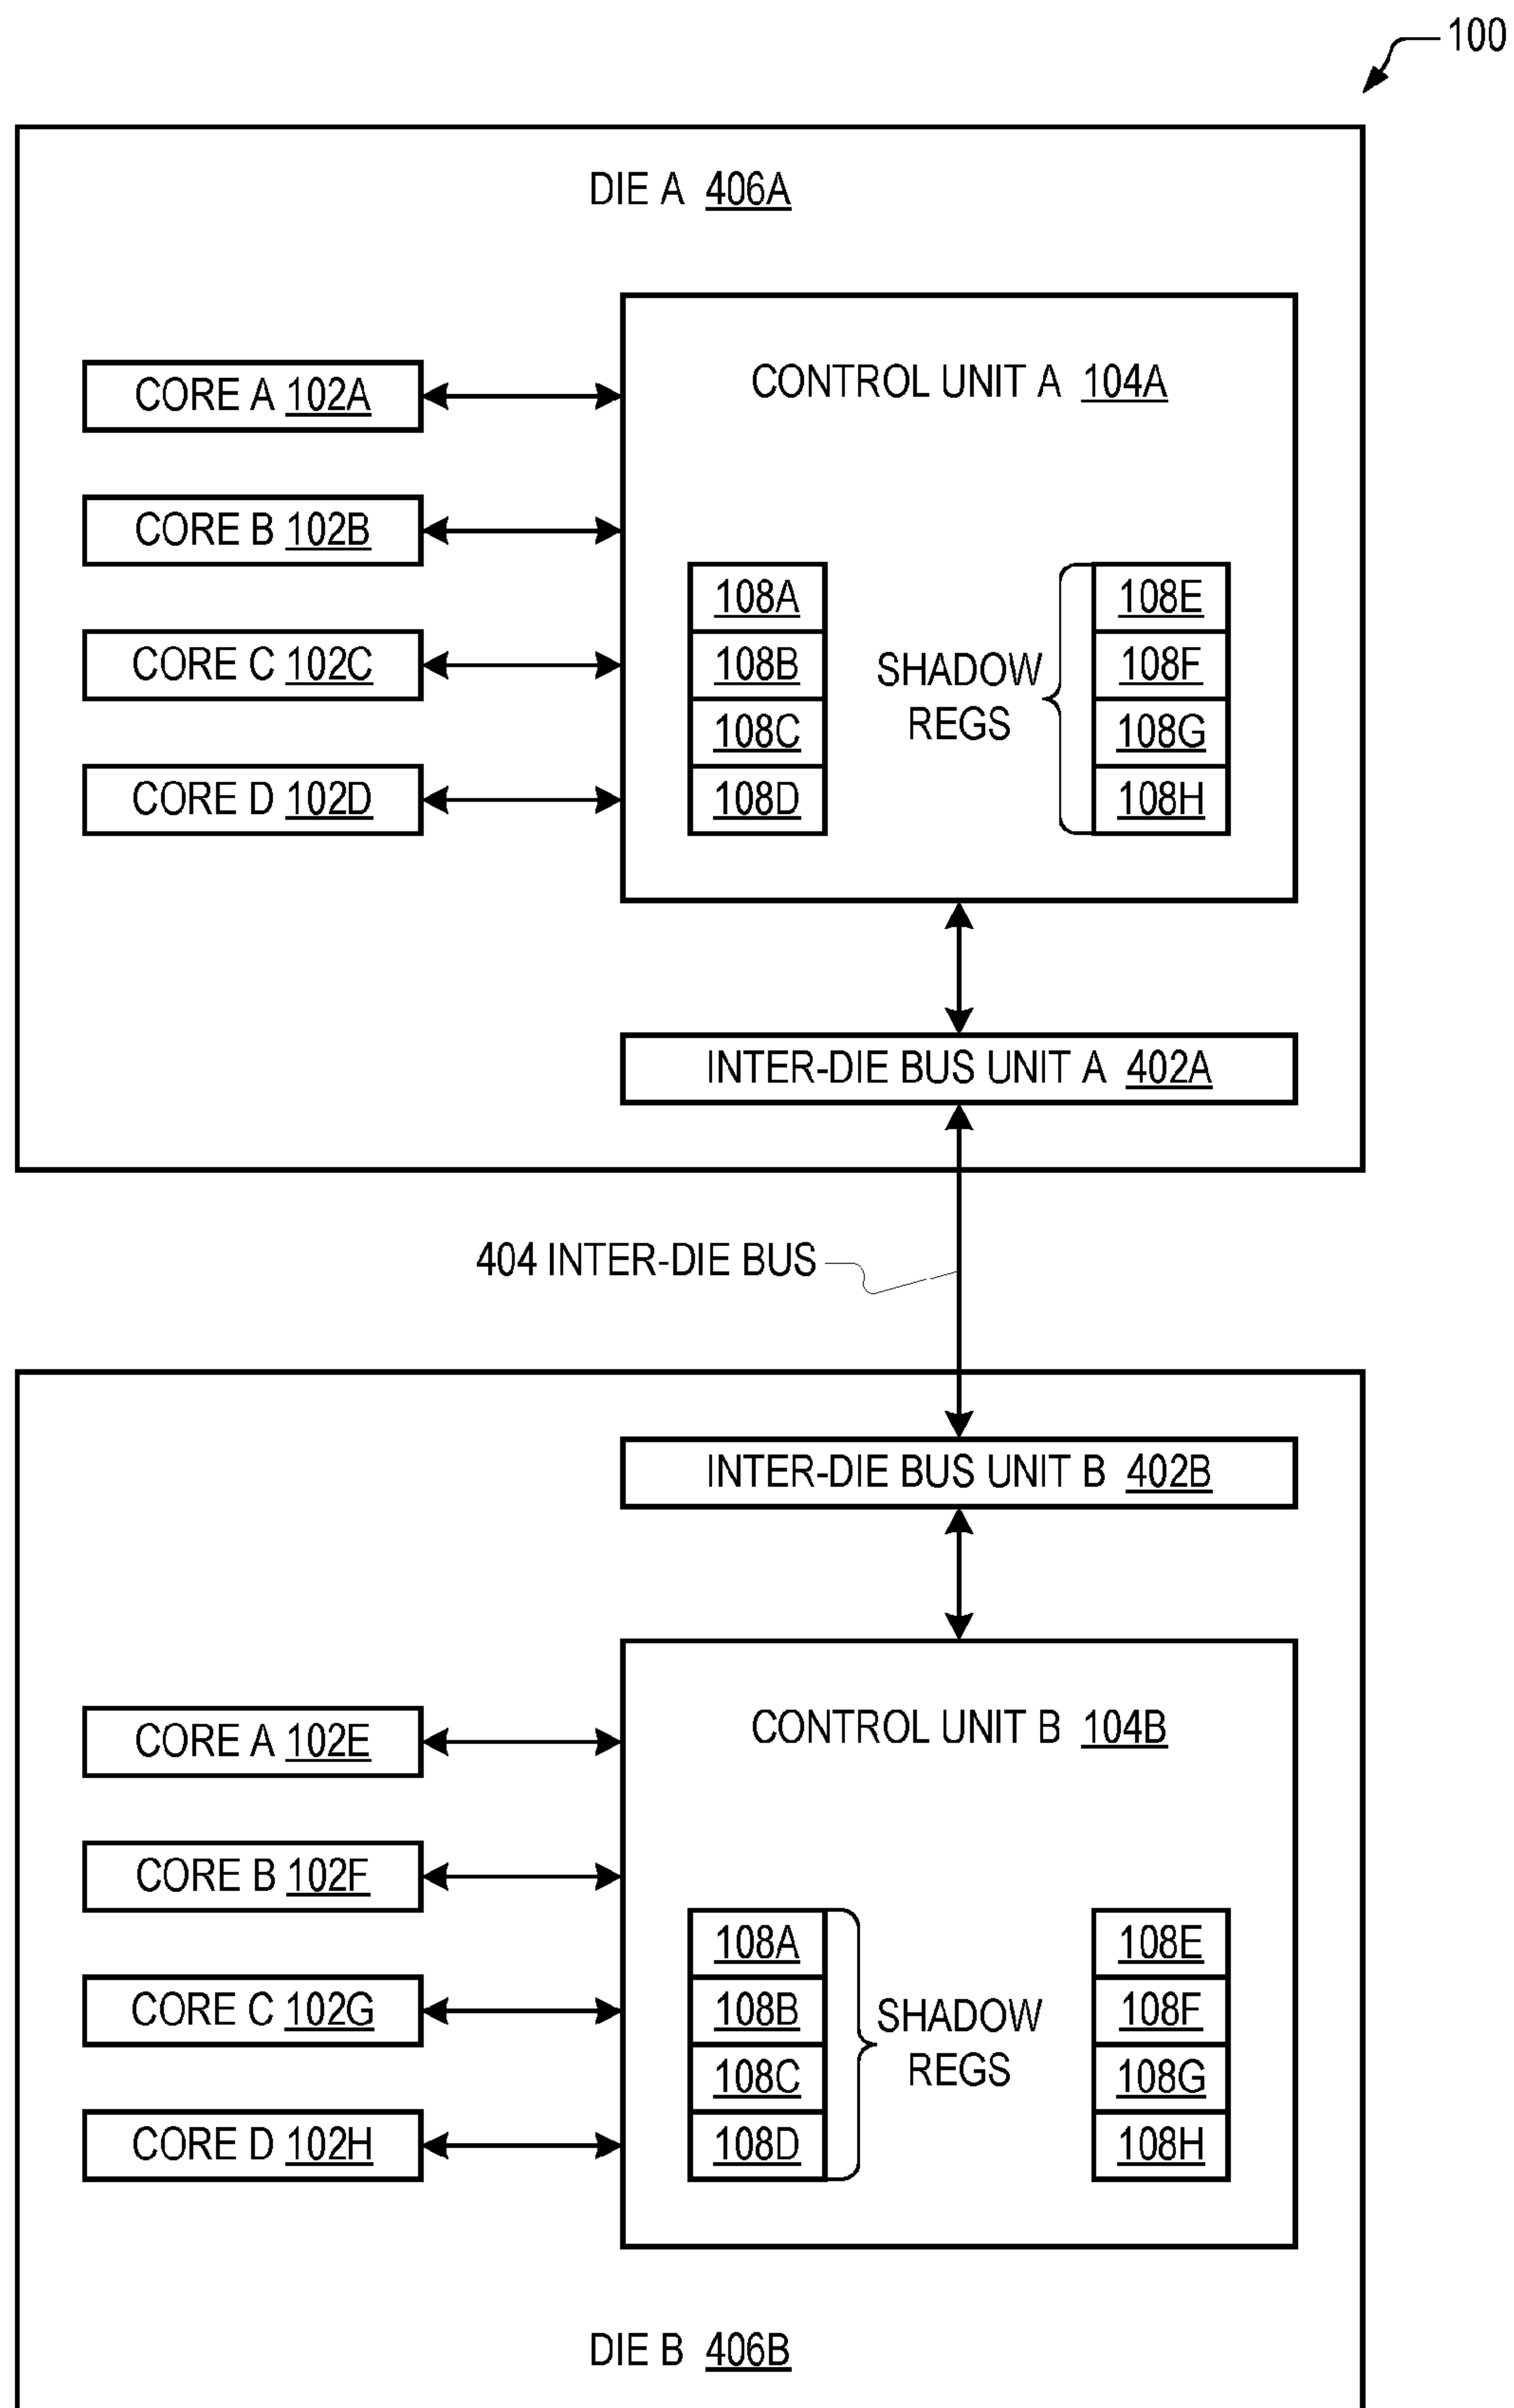 100
DIE A 406A
CONTROL UNIT A 104A
CORE A 102A
CORE B 102B
CORE C 102C
CORE D 102D
108A
108B
108C
108D
SHADOW
REGS
108E
108F
108G
108H
INTER-DIE BUS UNIT A 402A
404 INTER-DIE BUS
INTER-DIE BUS UNIT B 402B
CONTROL UNIT B 104B
CORE A 102E
CORE B 102F
CORE C 102G
CORE D 102H
108A
108B
108C
108D
SHADOW
REGS
108E
108F
108G
108H
DIE B 406B